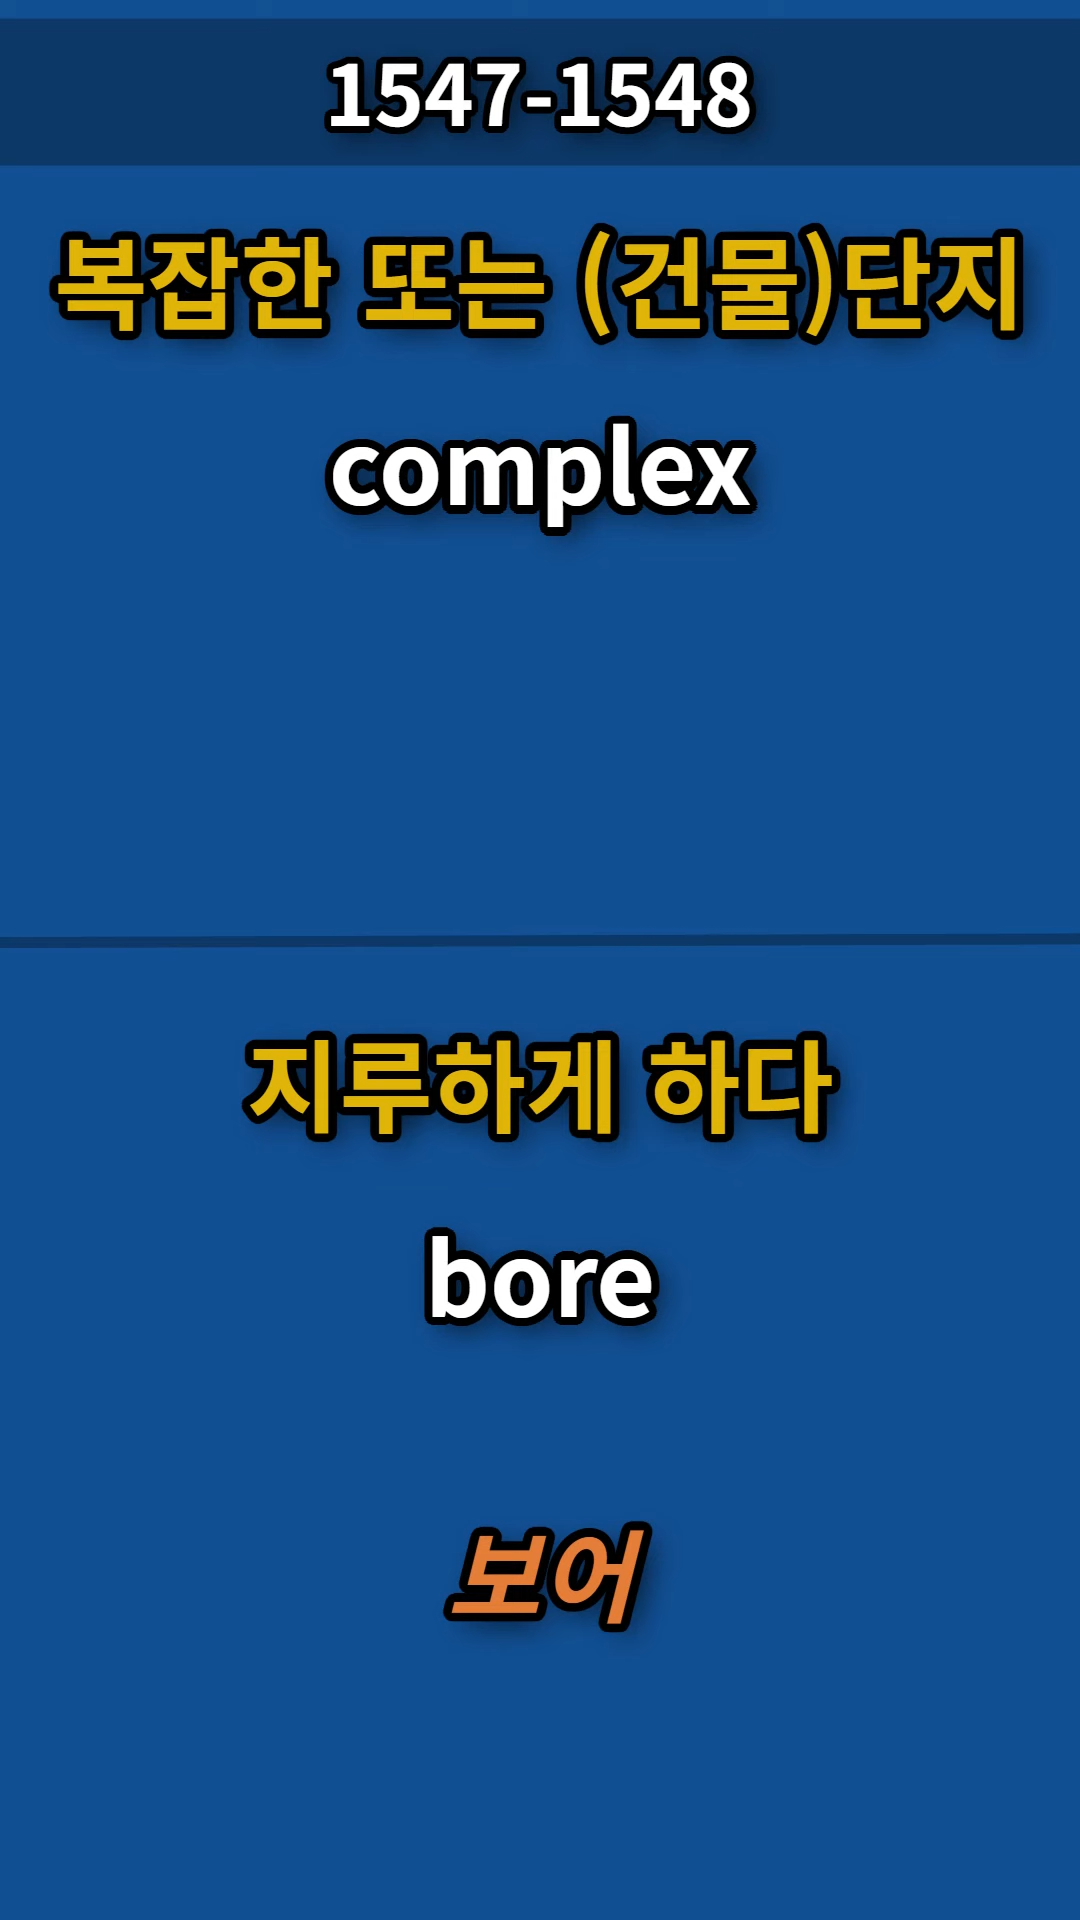 1547-1548
복잡한 또는 (건물)단지
complex
지루하게 하다
bore
보어